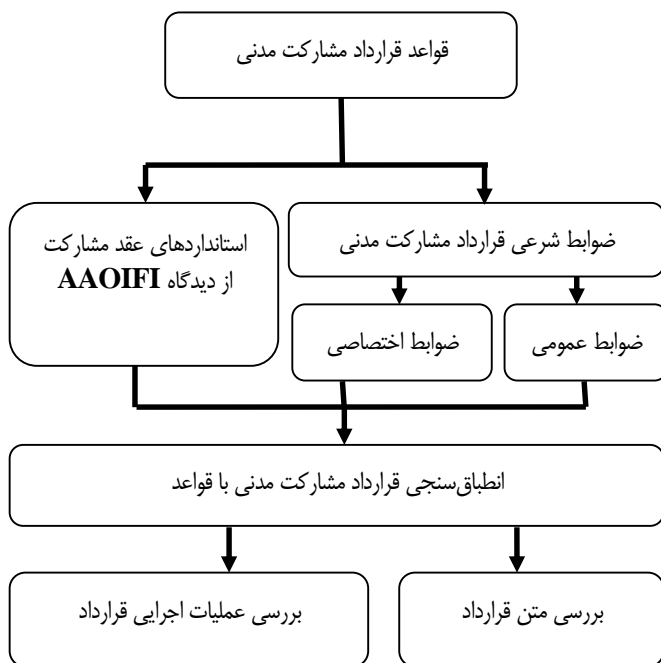 قواعد قرارداد مشارکت مدنی
ضوابط شرعی قرارداد مشارکت مدنی
استانداردهای عقد مشارکت
از دیدگاه AAOIFI
ضوابط عمومی
ضوابط اختصاصی
انطباق‌سنجی قرارداد مشارکت مدنی با قواعد
بررسی متن قرارداد
بررسی عملیات اجرایی قرارداد